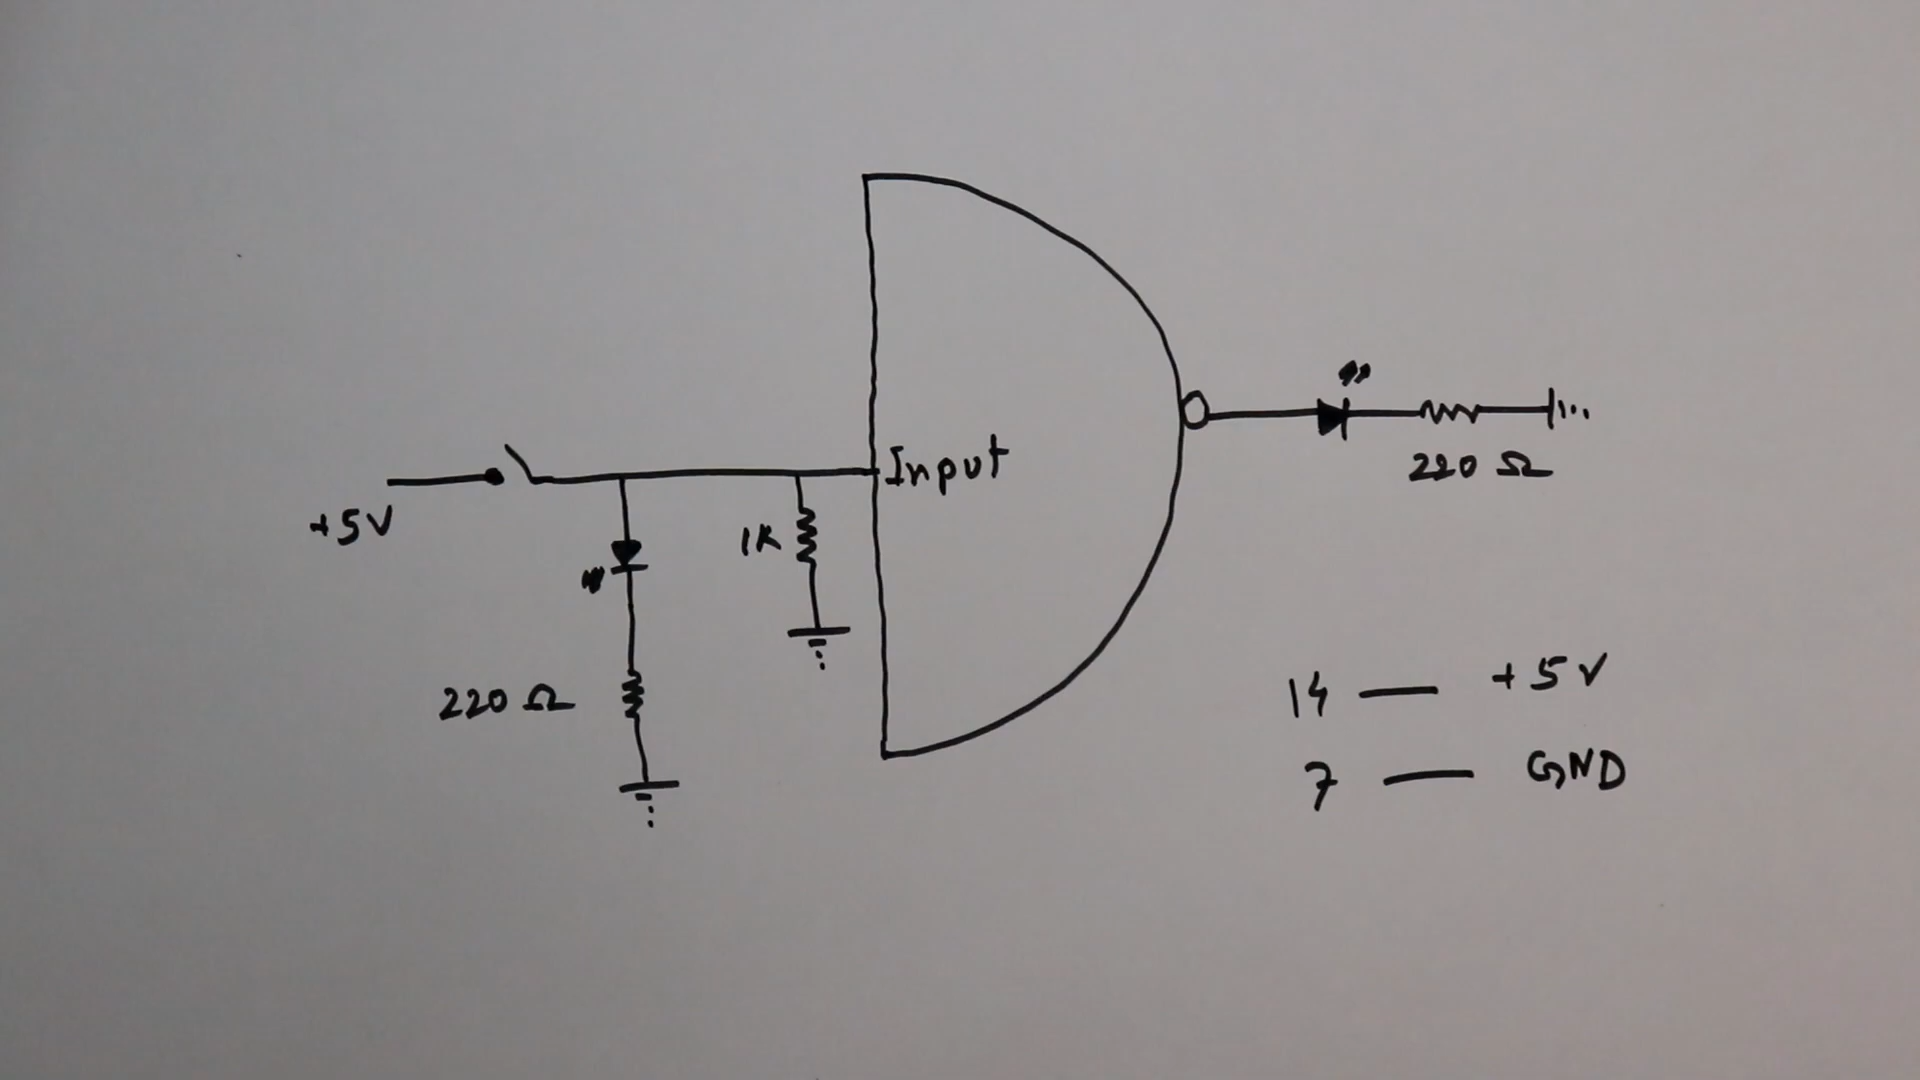 Input
+5V
1K
220 Ω
220 Ω
14 — +5V
7 — GND